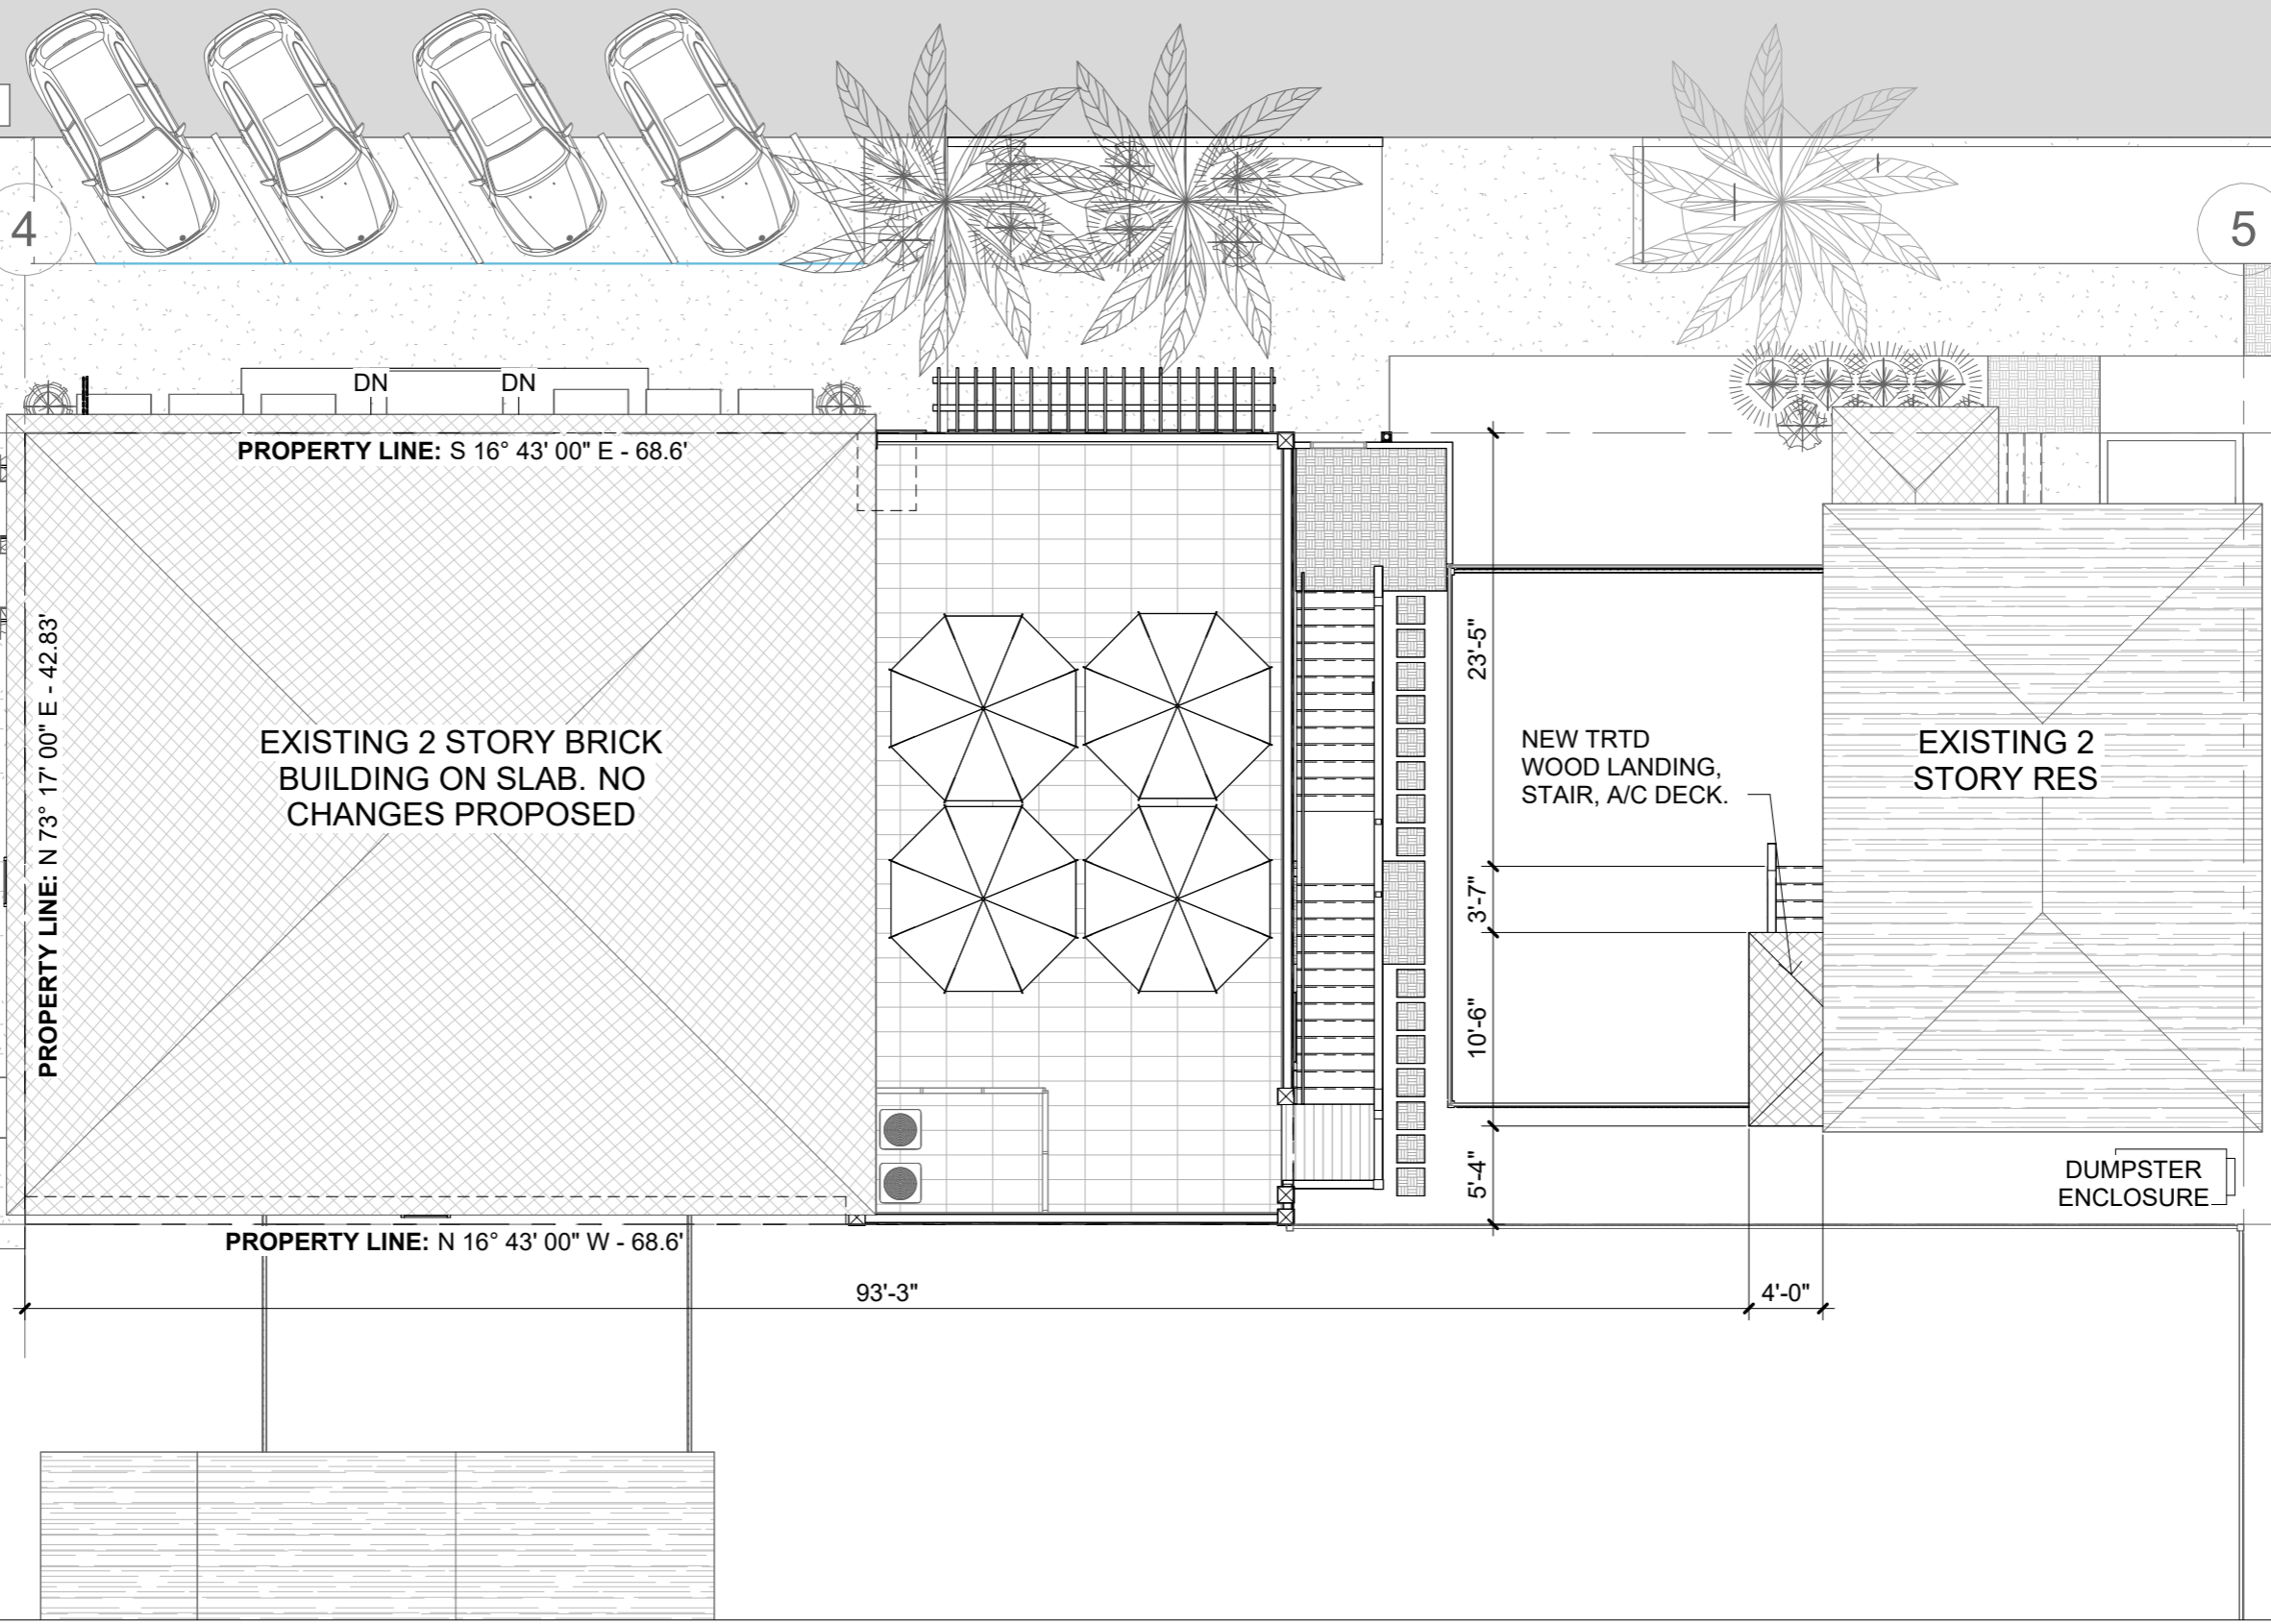 4
5
DN
DN
PROPERTY LINE: S 16° 43' 00" E - 68.6'
PROPERTY LINE: N 73° 17' 00" E - 42.83'
EXISTING 2 STORY BRICK
BUILDING ON SLAB. NO
CHANGES PROPOSED
23'-5"
NEW TRTD
WOOD LANDING,
STAIR, A/C DECK.
EXISTING 2
STORY RES
3'-7"
10'-6"
5'-4"
DUMPSTER
ENCLOSURE
PROPERTY LINE: N 16° 43' 00" W - 68.6'
93'-3"
4'-0"